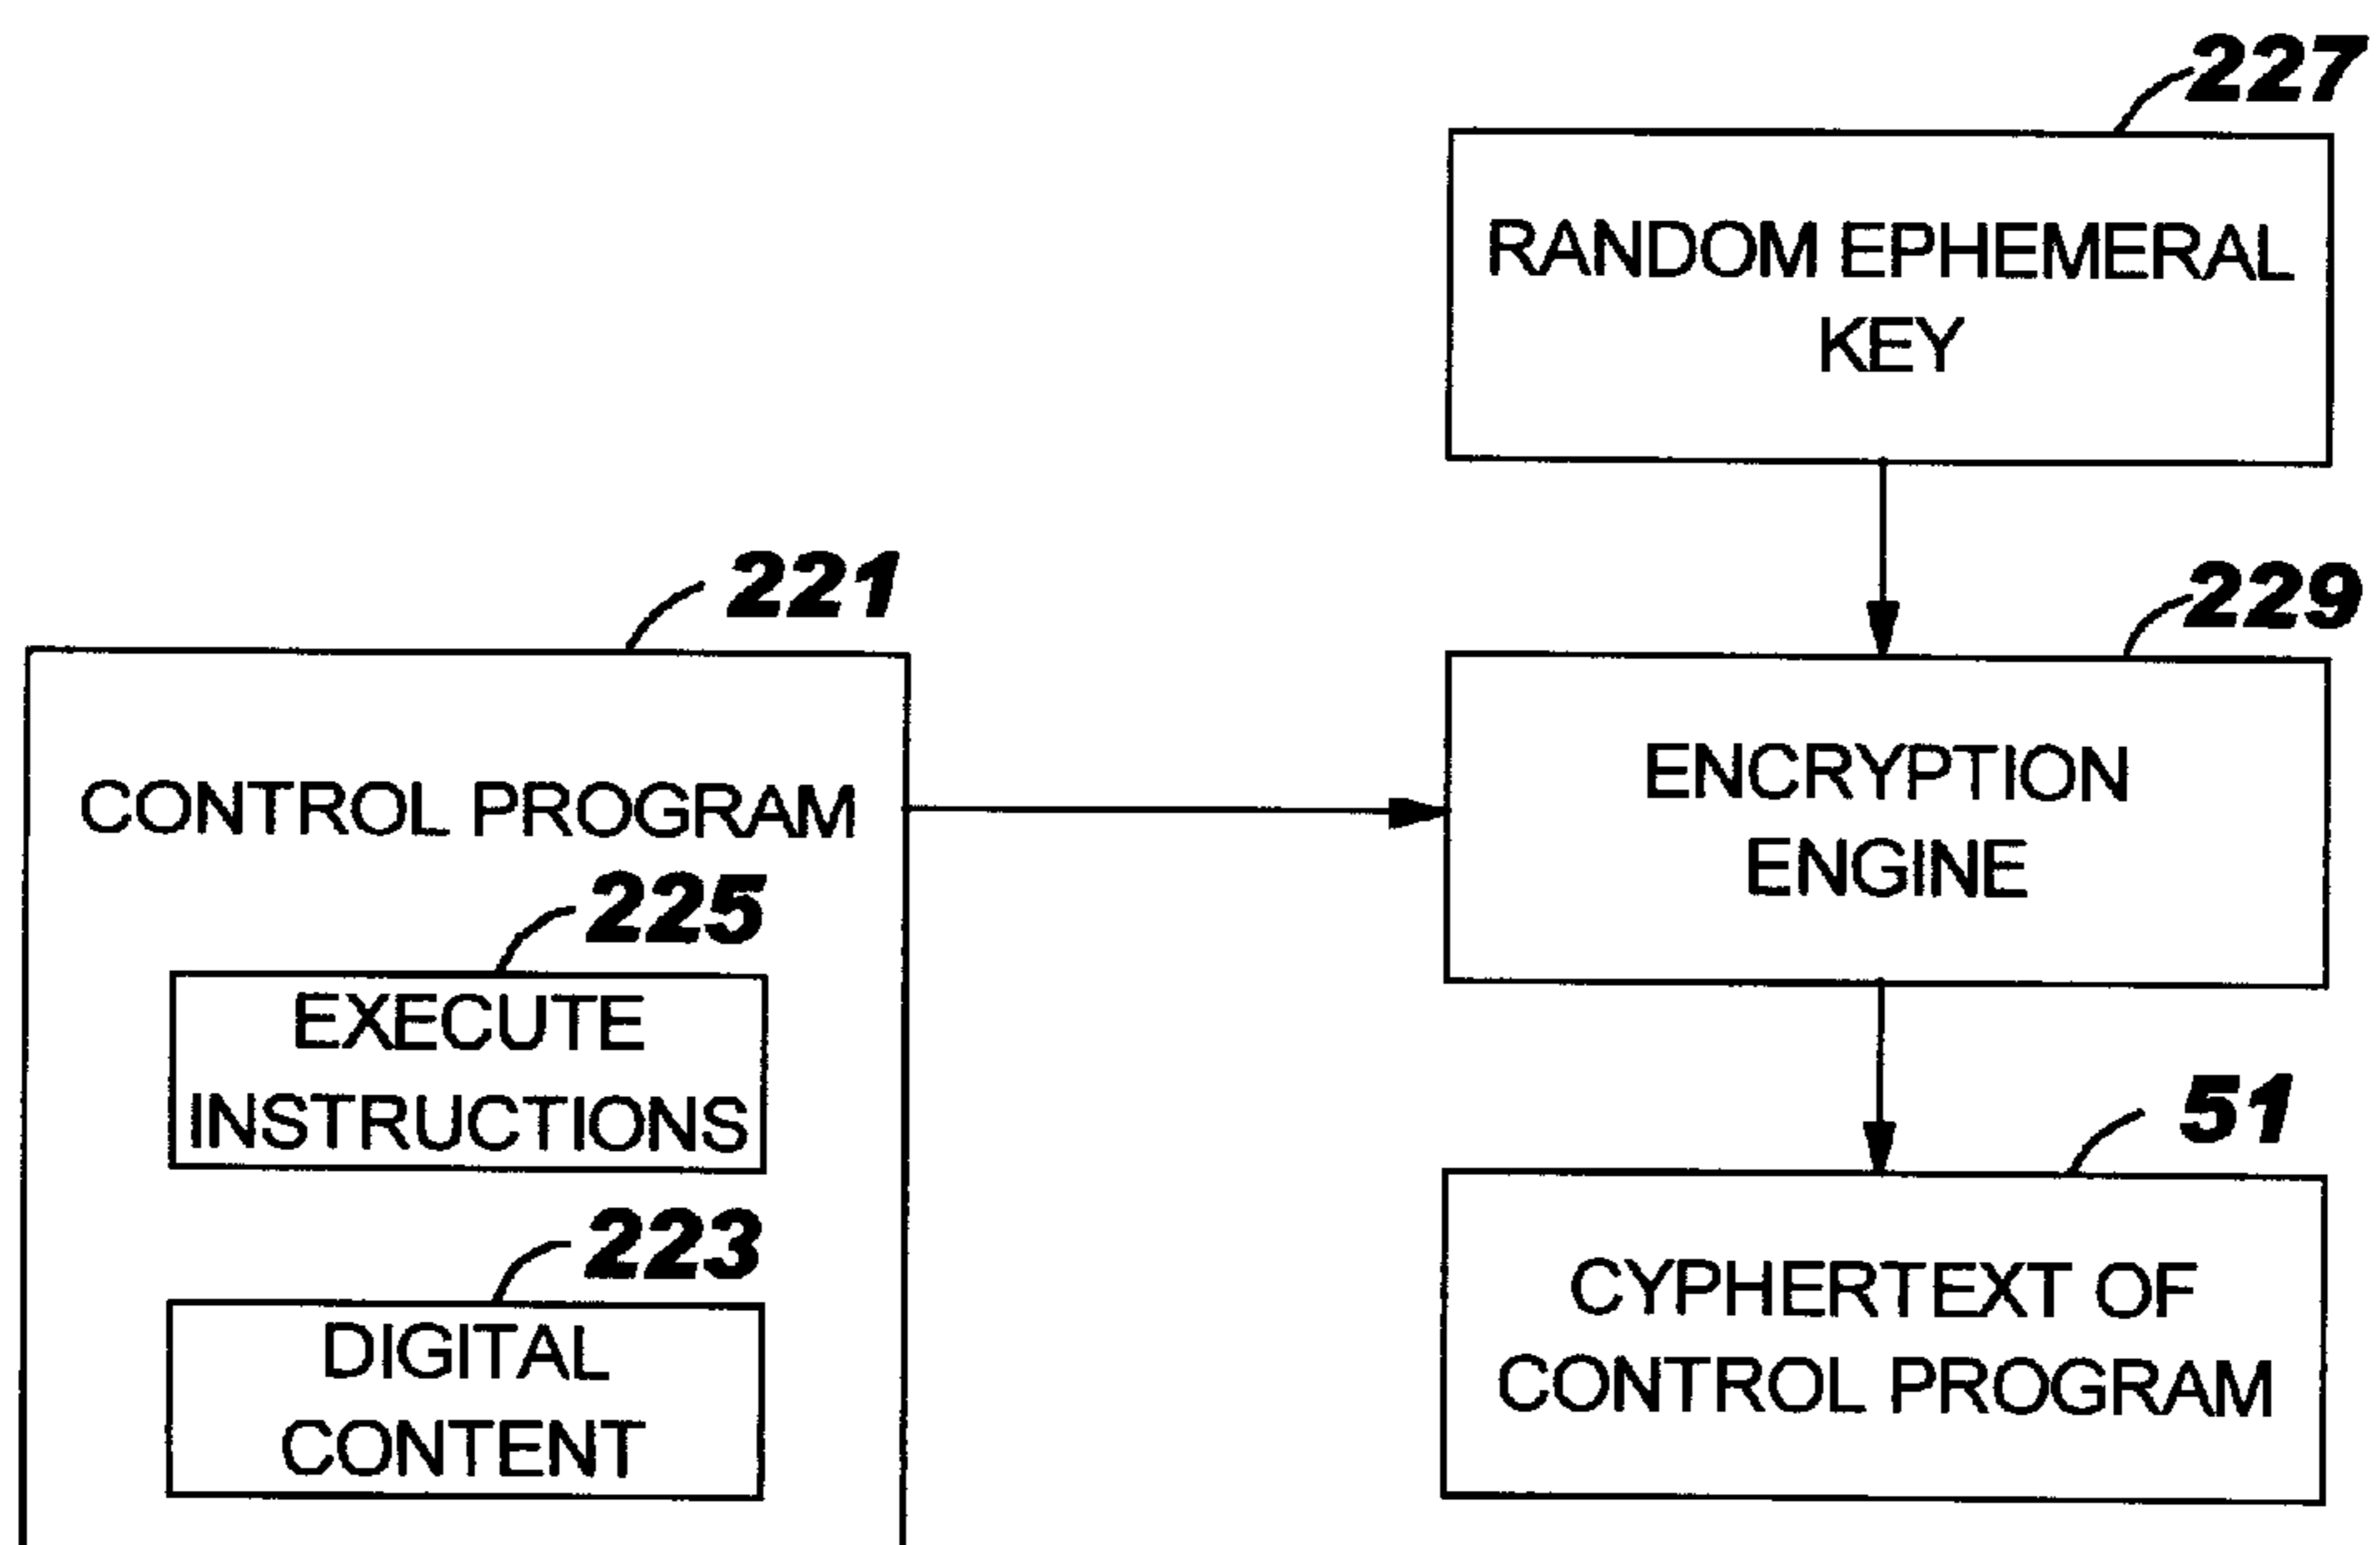 227
RANDOM EPHEMERAL
KEY
221
CONTROL PROGRAM
225
EXECUTE
INSTRUCTIONS
223
DIGITAL
CONTENT
229
ENCRYPTION
ENGINE
51
CYPHERTEXT OF
CONTROL PROGRAM